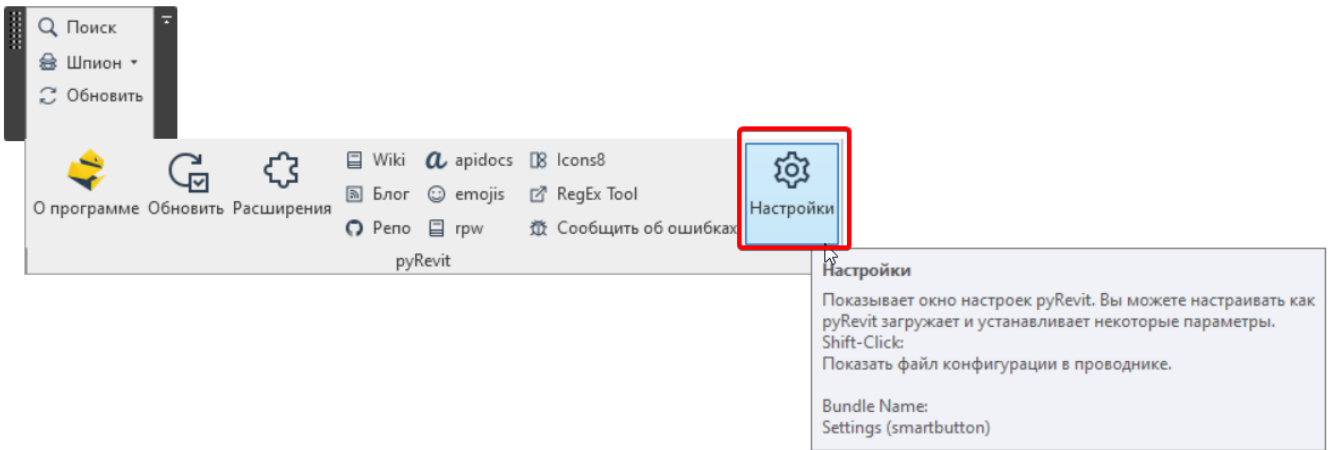 Поиск
Шпион
Обновить
О программе
Обновить
Расширения
Wiki
Блог
Репо
apidocs
emojis
rpw
Icons8
RegEx Tool
Сообщить об ошибках
Настройки
pyRevit
Настройки
Показывает окно настроек pyRevit. Вы можете настраивать как
pyRevit загружает и устанавливает некоторые параметры.
Shift-Click:
Показать файл конфигурации в проводнике.
Bundle Name:
Settings (smartbutton)